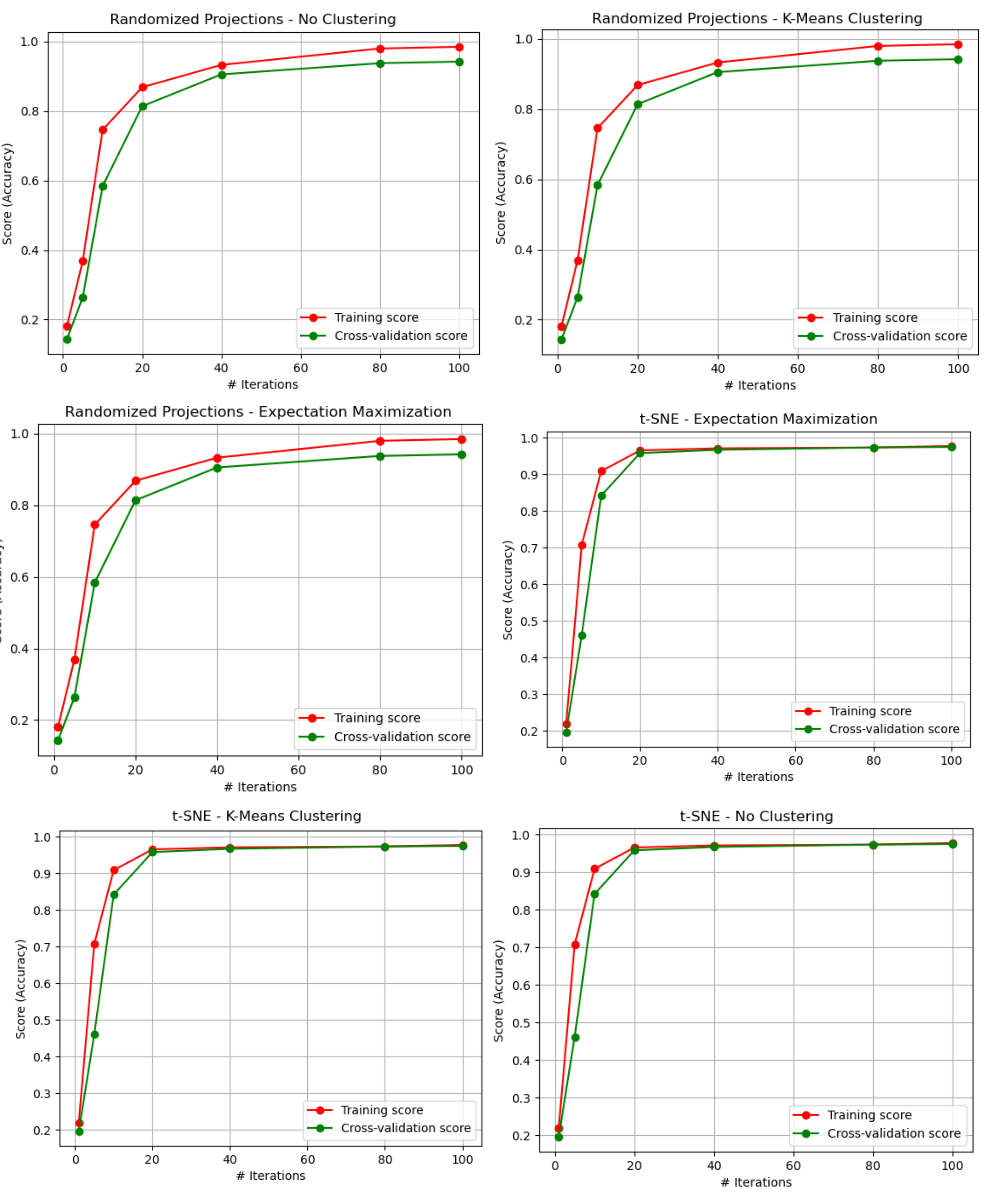 Randomized Projections - No Clustering
1.0
0.8
0.6
0.4
0.2
Score (Accuracy)
Training score
Cross-validation score
0 20 40 60 80 100
# Iterations
Randomized Projections - K-Means Clustering
1.0
0.8
0.6
0.4
0.2
Score (Accuracy)
Training score
Cross-validation score
0 20 40 60 80 100
# Iterations
Randomized Projections - Expectation Maximization
1.0
0.8
0.6
0.4
0.2
Training score
Cross-validation score
0 20 40 60 80 100
# Iterations
t-SNE - Expectation Maximization
1.0
0.9
0.8
0.7
0.6
0.5
0.4
0.3
0.2
Score (Accuracy)
Training score
Cross-validation score
0 20 40 60 80 100
# Iterations
t-SNE - K-Means Clustering
1.0
0.9
0.8
0.7
0.6
0.5
0.4
0.3
0.2
Score (Accuracy)
Training score
Cross-validation score
0 20 40 60 80 100
# Iterations
t-SNE - No Clustering
1.0
0.9
0.8
0.7
0.6
0.5
0.4
0.3
0.2
Score (Accuracy)
Training score
Cross-validation score
0 20 40 60 80 100
# Iterations